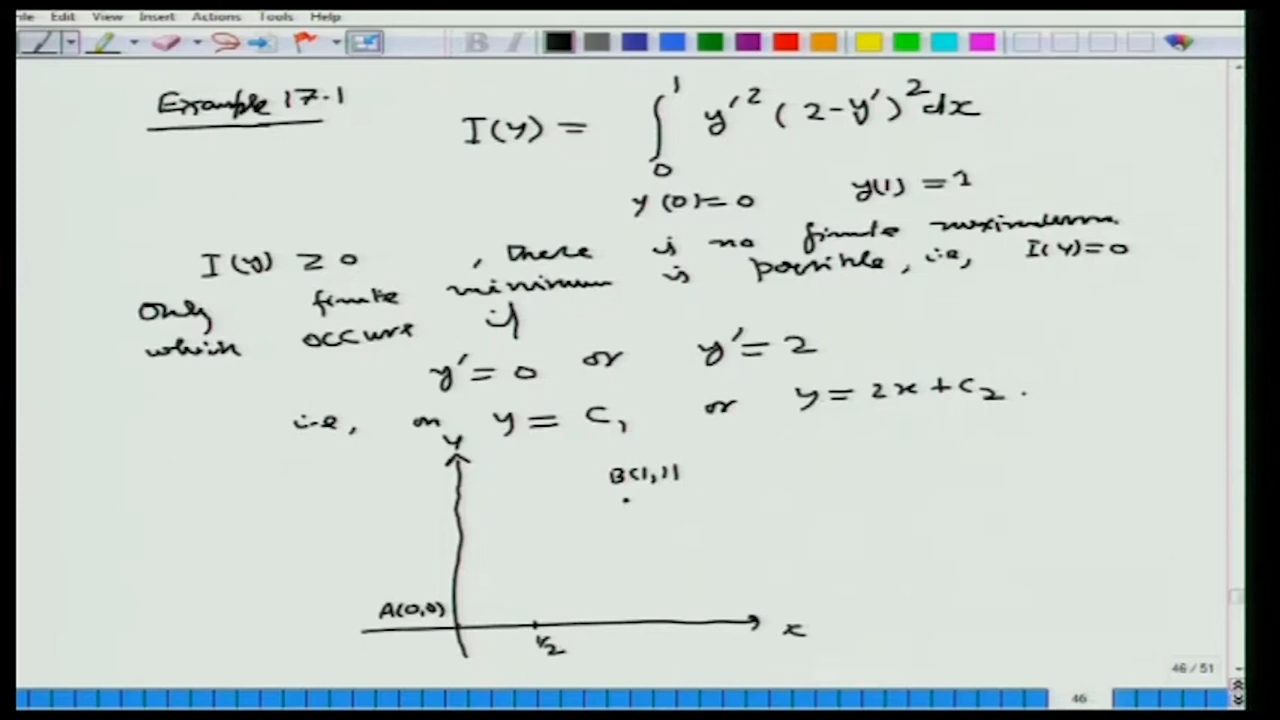 File Edit View Insert Actions Tools Help
Example 17.1
I(y) = ∫₀¹ y'² (2-y')² dx
y(0)=0 y(1)=1
I(y) ≥ 0 , there is no finite maximum.
Only finite minimum is possible, i.e, I(y)=0
which occurs if
y' = 0 or y' = 2
i.e, on y = C₁ or y = 2x + C₂ .
y
B(1,1)
A(0,0)
1/2
x
46 / 51
46